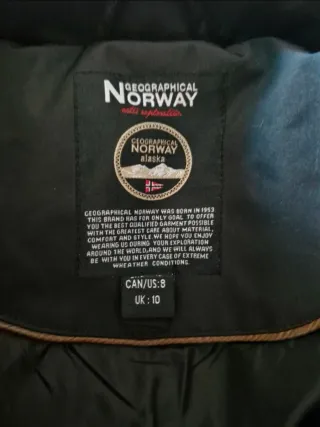 GEOGRAPHICAL
NORWAY
GEOGRAPHICAL
NORWAY
alaska
GEOGRAPHICAL NORWAY WAS BORN IN 1953
THIS BRAND HAS FOR ONLY GOAL TO OFFER
YOU THE BEST QUALIFIED GARMENT POSSIBLE
WITH THE GREATEST CARE ABOUT MATERIAL,
COMFORT AND STYLE.WE HOPE YOU ENJOY
WEARING US DURING YOUR EXPLORATION
AROUND THE WORLD,AND WE WILL ALWAYS
BE WITH YOU IN EVERY CASE OF EXTREME
WHEATHER CONDITIONS.
CAN/US:8
UK:10